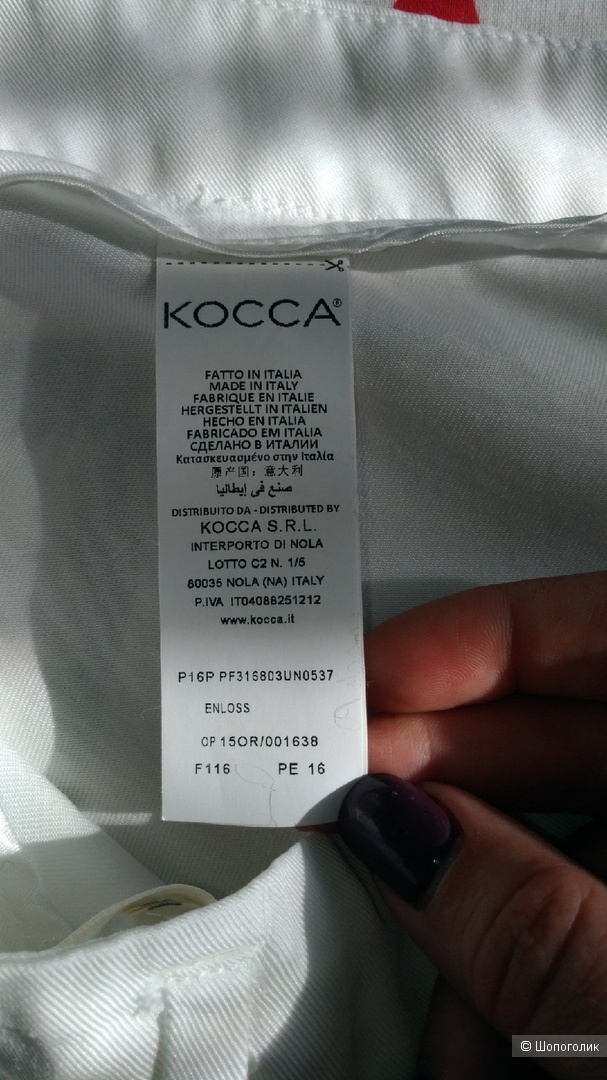 KOCCA®
FATTO IN ITALIA
MADE IN ITALY
FABRIQUE EN ITALIE
HERGESTELLT IN ITALIEN
HECHO EN ITALIA
FABRICADO EM ITALIA
СДЕЛАНО В ИТАЛИИ
Κατασκευασμένο στην Ιταλία
原产国：意大利
صنع في إيطاليا
DISTRIBUITO DA - DISTRIBUTED BY
KOCCA S.R.L.
INTERPORTO DI NOLA
LOTTO C2 N. 1/5
80035 NOLA (NA) ITALY
P.IVA IT04088251212
www.kocca.it
P16P PF316803UN0537
ENLOSS
OP 15OR/001638
F116 PE 16
© Шопоголик